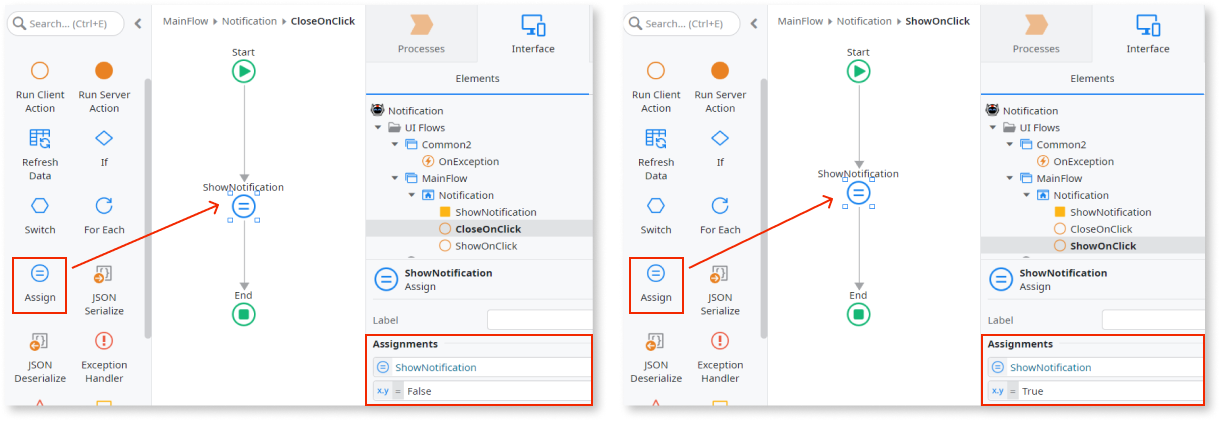 Search... (Ctrl+E)
Run Client
Action
Run Server
Action
Refresh
Data
If
Switch
For Each
Assign
JSON
Serialize
JSON
Deserialize
Exception
Handler
MainFlow Notification CloseOnClick
Start
ShowNotification
End
Processes
Interface
Elements
Notification
UI Flows
Common2
OnException
MainFlow
Notification
ShowNotification
CloseOnClick
ShowOnClick
ShowNotification
Assign
Label
Assignments
ShowNotification
x.y = False
Search... (Ctrl+E)
Run Client
Action
Run Server
Action
Refresh
Data
If
Switch
For Each
Assign
JSON
Serialize
JSON
Deserialize
Exception
Handler
MainFlow Notification ShowOnClick
Start
ShowNotification
End
Processes
Interface
Elements
Notification
UI Flows
Common2
OnException
MainFlow
Notification
ShowNotification
CloseOnClick
ShowOnClick
ShowNotification
Assign
Label
Assignments
ShowNotification
x.y = True